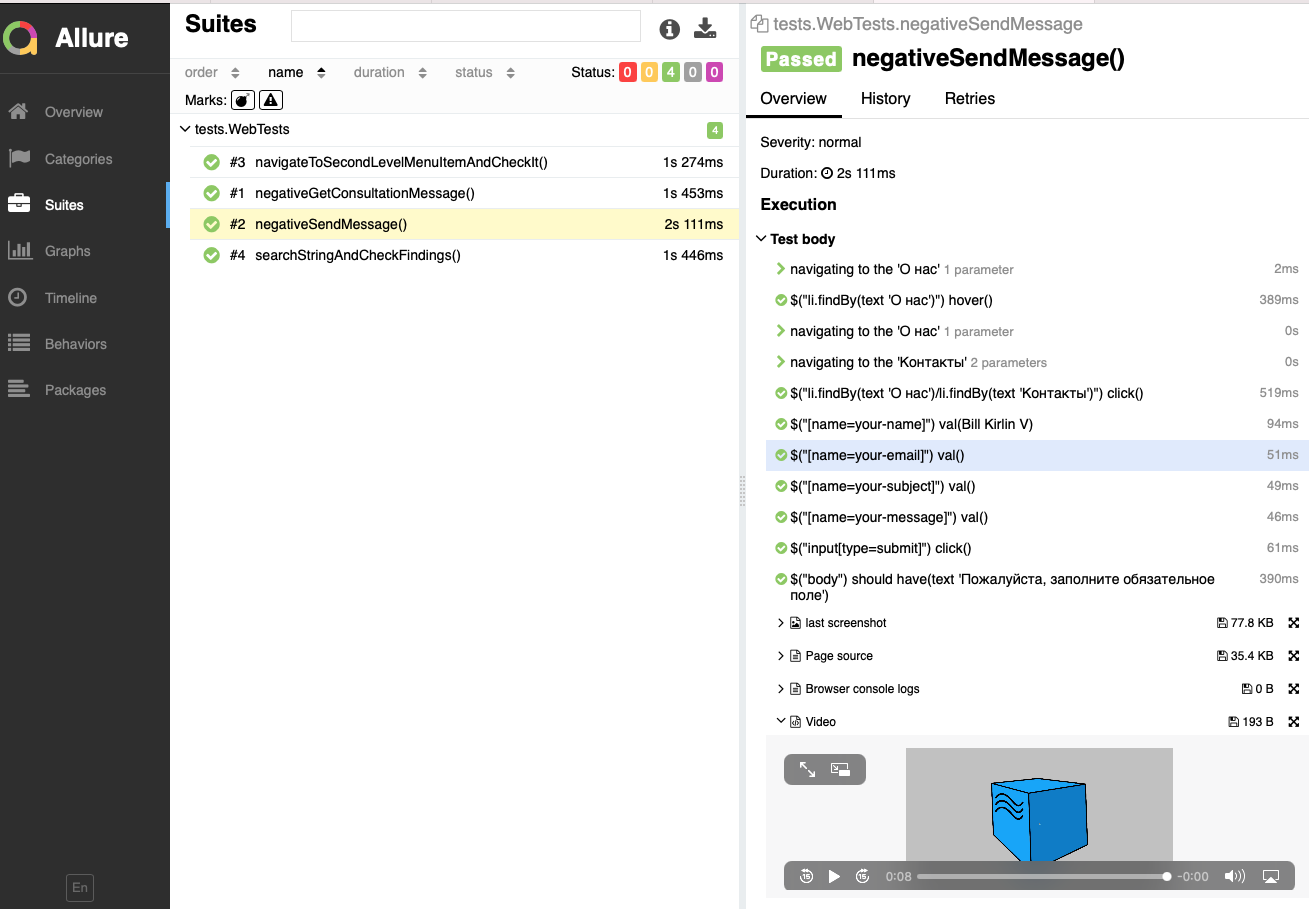 Allure
Overview
Categories
Suites
Graphs
Timeline
Behaviors
Packages
En
Suites
order name duration status Status: 0 0 4 0 0
Marks:
tests.WebTests 4
#3 navigateToSecondLevelMenuItemAndCheckIt() 1s 274ms
#1 negativeGetConsultationMessage() 1s 453ms
#2 negativeSendMessage() 2s 111ms
#4 searchStringAndCheckFindings() 1s 446ms
tests.WebTests.negativeSendMessage
Passed negativeSendMessage()
Overview History Retries
Severity: normal
Duration: 2s 111ms
Execution
Test body
navigating to the 'О нас' 1 parameter 2ms
$("li.findBy(text 'О нас')") hover() 389ms
navigating to the 'О нас' 1 parameter 0s
navigating to the 'Контакты' 2 parameters 0s
$("li.findBy(text 'О нас')/li.findBy(text 'Контакты')") click() 519ms
$("[name=your-name]") val(Bill Kirlin V) 94ms
$("[name=your-email]") val() 51ms
$("[name=your-subject]") val() 49ms
$("[name=your-message]") val() 46ms
$("input[type=submit]") click() 61ms
$("body") should have(text 'Пожалуйста, заполните обязательное 390ms
поле')
last screenshot 77.8 KB
Page source 35.4 KB
Browser console logs 0 B
Video 193 B
15 15 0:08 -0:00